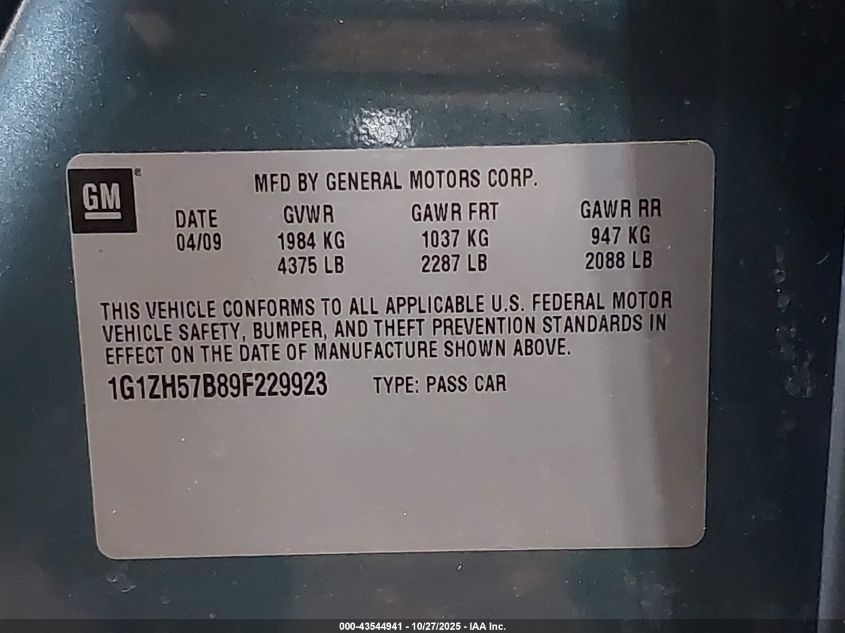 GM
MFD BY GENERAL MOTORS CORP.
DATE GVWR GAWR FRT GAWR RR
04/09 1984 KG 1037 KG 947 KG
4375 LB 2287 LB 2088 LB
THIS VEHICLE CONFORMS TO ALL APPLICABLE U.S. FEDERAL MOTOR
VEHICLE SAFETY, BUMPER, AND THEFT PREVENTION STANDARDS IN
EFFECT ON THE DATE OF MANUFACTURE SHOWN ABOVE.
1G1ZH57B89F229923 TYPE: PASS CAR
000-43544941 - 10/27/2025 - IAA Inc.